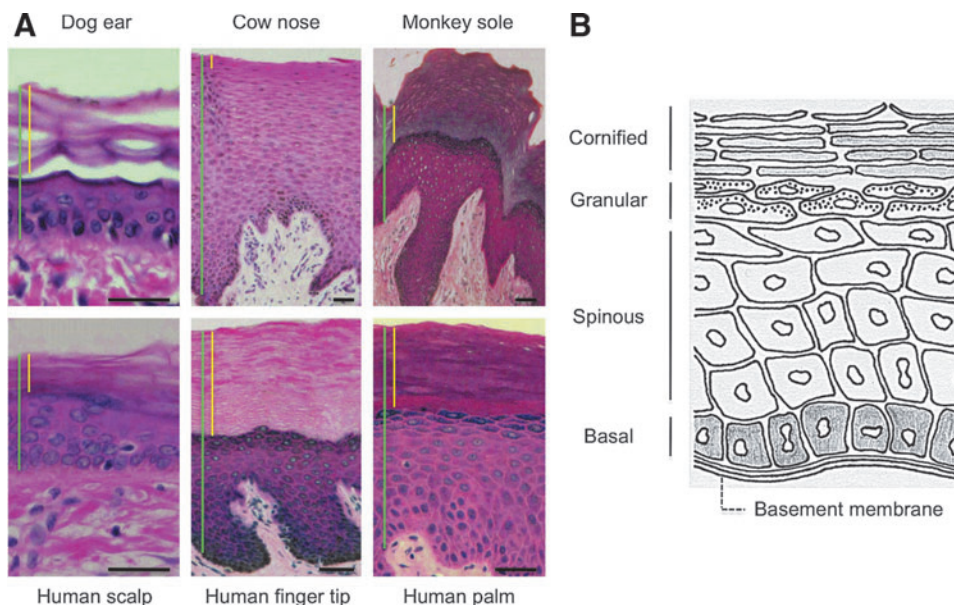 A
Dog ear
Cow nose
Monkey sole
Human scalp
Human finger tip
Human palm
B
Cornified
Granular
Spinous
Basal
Basement membrane